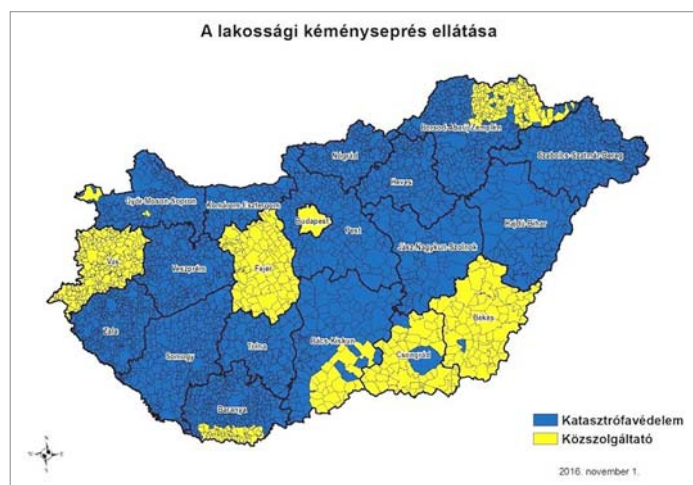 A lakossági kéményseprés ellátása
Borsod-Abaúj-Zemplén
Szabolcs-Szatmár-Bereg
Nógrád
Heves
Győr-Moson-Sopron
Komárom-Esztergom
Budapest
Pest
Hajdú-Bihar
Jász-Nagykun-Szolnok
Vas
Veszprém
Fejér
Békés
Zala
Somogy
Tolna
Bács-Kiskun
Csongrád
Baranya
Katasztrófavédelem
Közszolgáltató
2016. november 1.